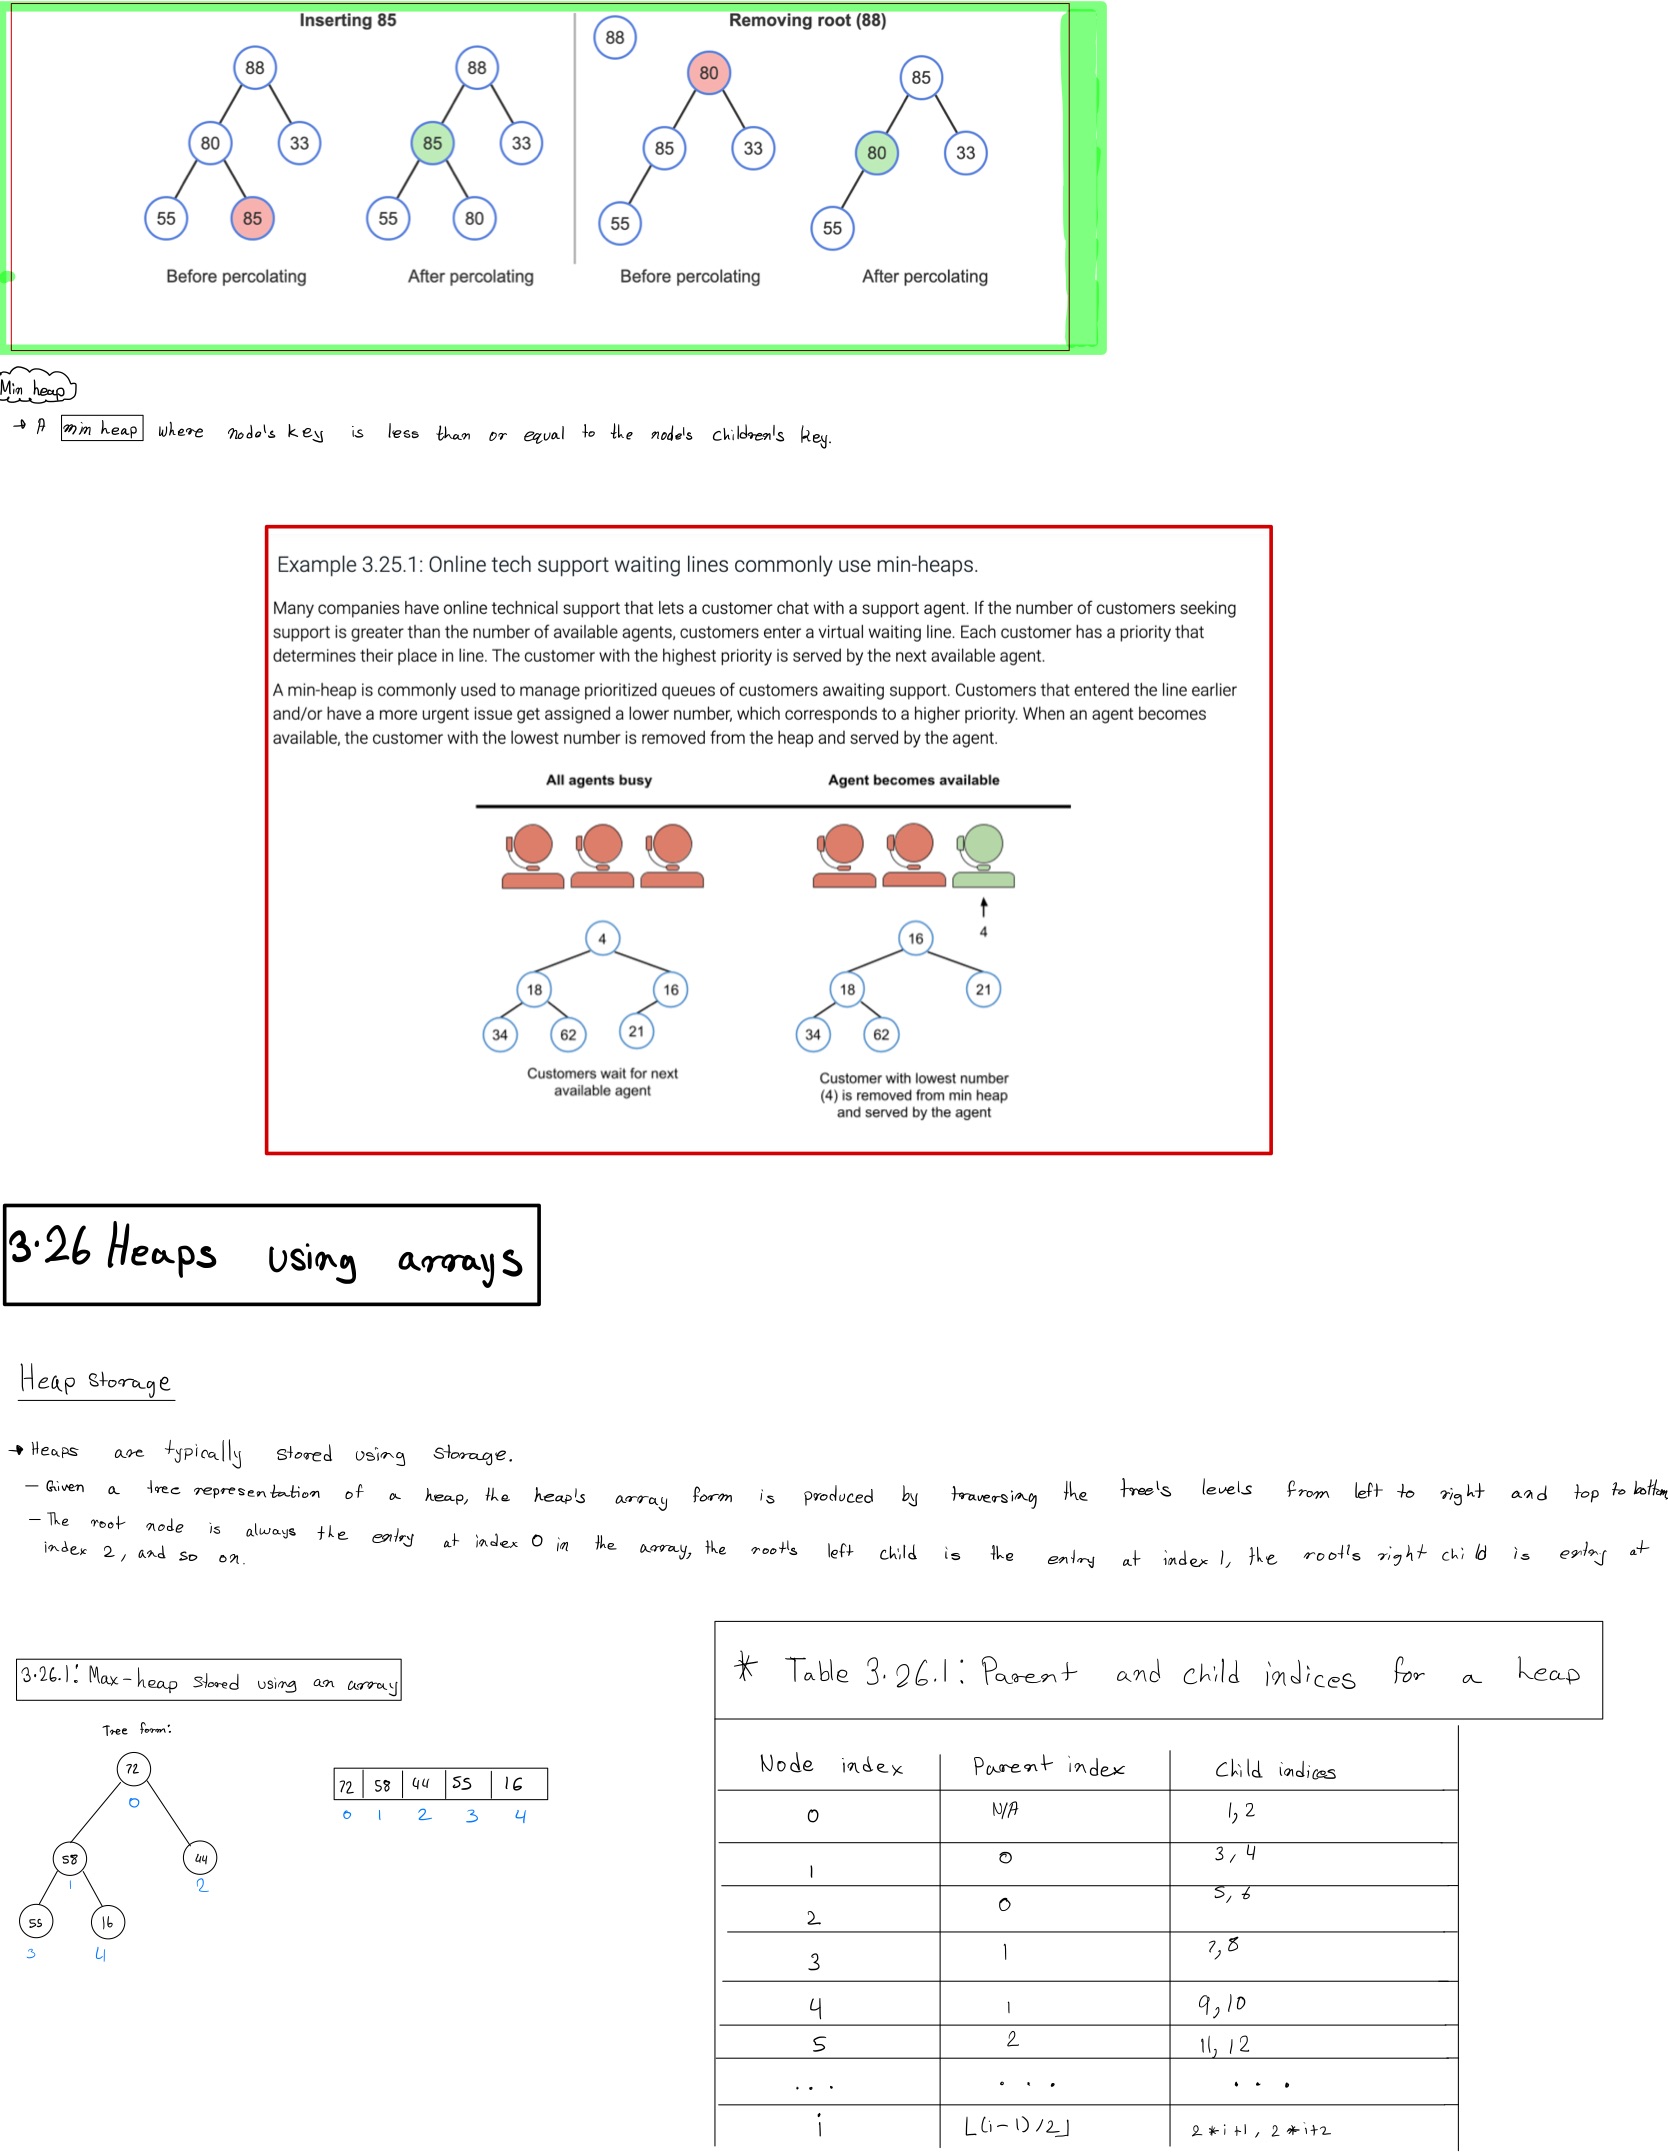 Inserting 85
Removing root (88)
88
80 33
55 85
88
85 33
55 80
88
80
85 33
55
85
80 33
55
Before percolating
After percolating
Before percolating
After percolating
Min heap
→ A min heap where node's key is less than or equal to the node's children's key.
Example 3.25.1: Online tech support waiting lines commonly use min-heaps.
Many companies have online technical support that lets a customer chat with a support agent. If the number of customers seeking
support is greater than the number of available agents, customers enter a virtual waiting line. Each customer has a priority that
determines their place in line. The customer with the highest priority is served by the next available agent.
A min-heap is commonly used to manage prioritized queues of customers awaiting support. Customers that entered the line earlier
and/or have a more urgent issue get assigned a lower number, which corresponds to a higher priority. When an agent becomes
available, the customer with the lowest number is removed from the heap and served by the agent.
All agents busy
Agent becomes available
4
18 16
34 62 21
4
16
18 21
34 62
Customers wait for next
available agent
Customer with lowest number
(4) is removed from min heap
and served by the agent
3.26 Heaps using arrays
Heap Storage
→ Heaps are typically stored using storage.
– Given a tree representation of a heap, the heap's array form is produced by traversing the tree's levels from left to right and top to bottom
– The root node is always the entry at index 0 in the array, the root's left child is the entry at index 1, the root's right child is entry at
index 2, and so on.
3.26.1: Max-heap stored using an array
Tree form:
72
0
58 44
1 2
55 16
3 4
72 58 44 55 16
0 1 2 3 4
* Table 3.26.1: Parent and child indices for a heap
Node index Parent index Child indices
0 N/A 1, 2
1 0 3, 4
2 0 5, 6
3 1 7, 8
4 1 9, 10
5 2 11, 12
... ... ...
i ⌊(i-1)/2⌋ 2*i+1, 2*i+2